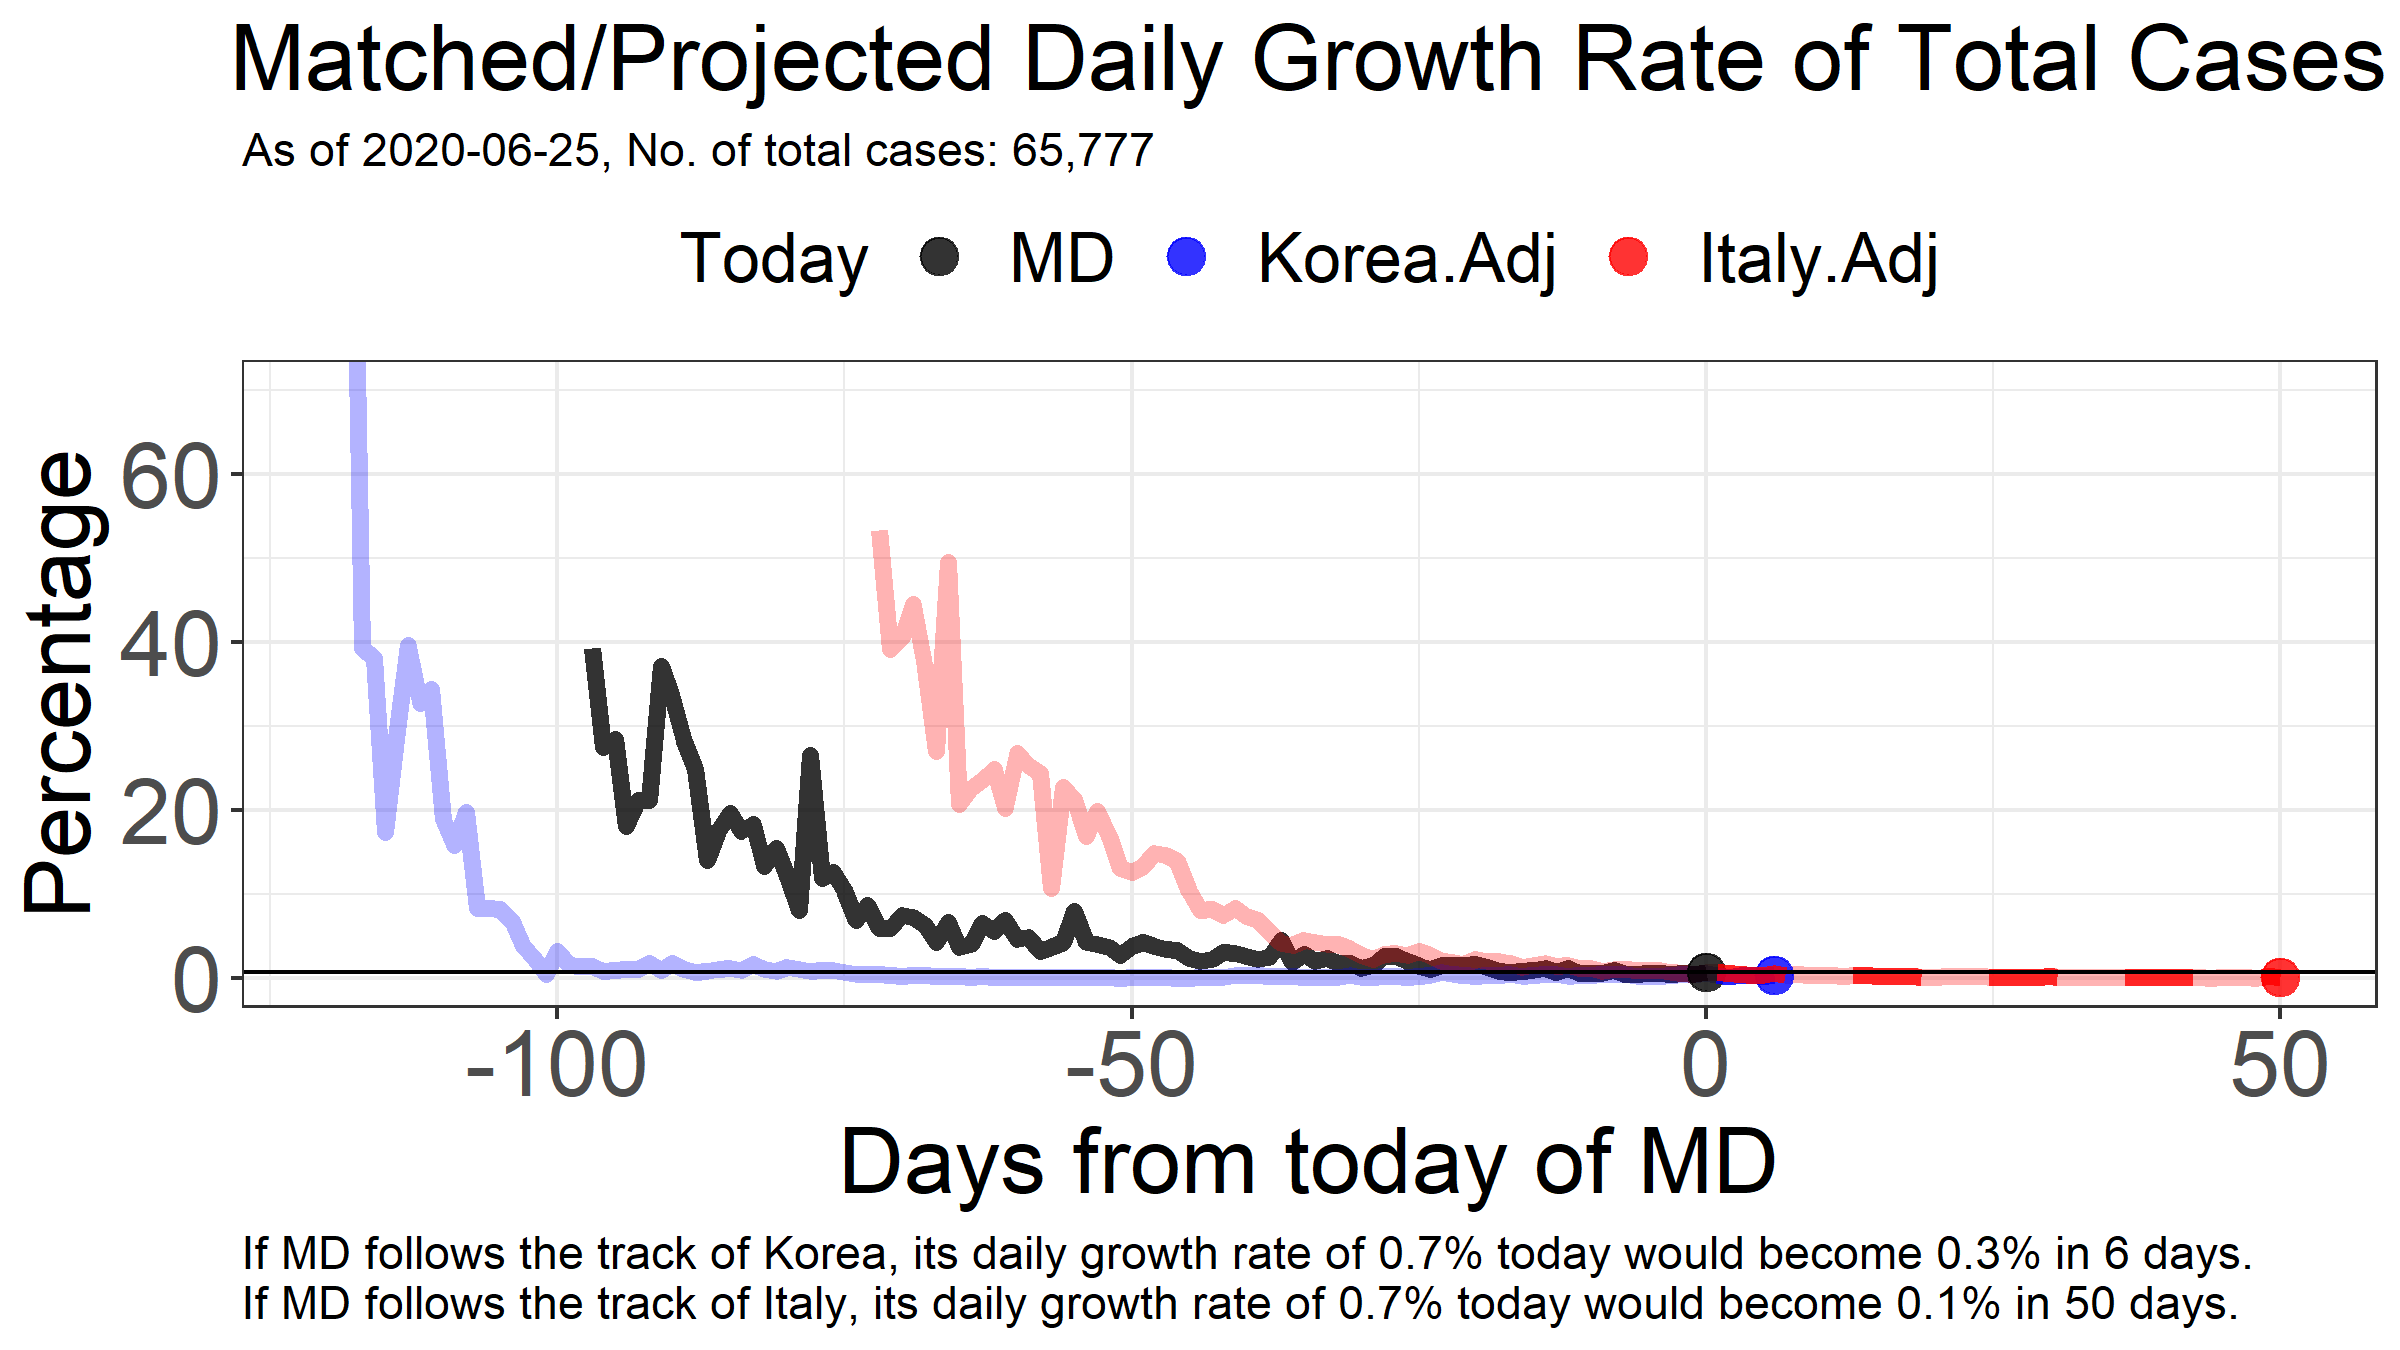 Matched/Projected Daily Growth Rate of Total Cases
As of 2020-06-25, No. of total cases: 65,777
Today MD Korea.Adj Italy.Adj
Percentage
60
40
20
0
-100 -50 0 50
Days from today of MD
If MD follows the track of Korea, its daily growth rate of 0.7% today would become 0.3% in 6 days.
If MD follows the track of Italy, its daily growth rate of 0.7% today would become 0.1% in 50 days.